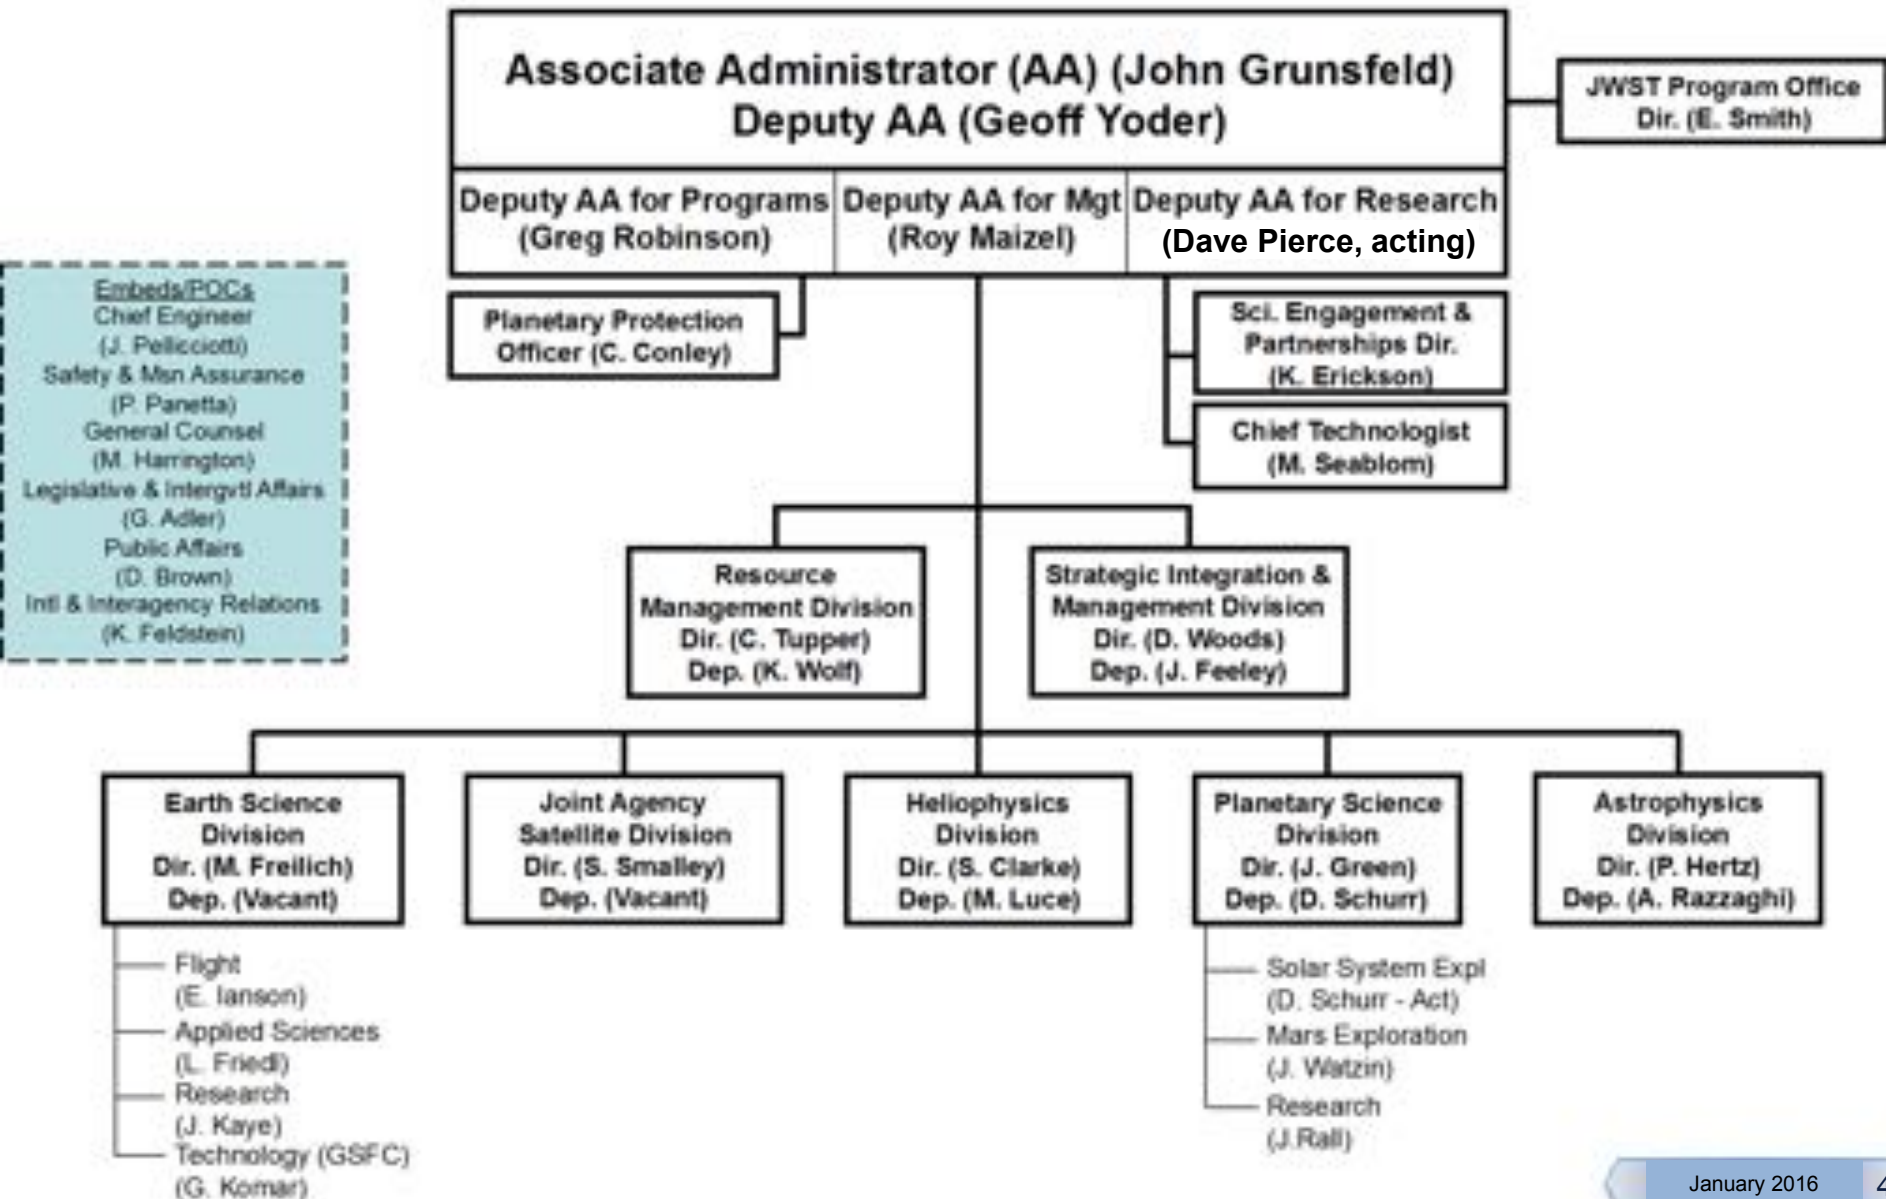 Associate Administrator (AA) (John Grunsfeld)
Deputy AA (Geoff Yoder)
JWST Program Office
Dir. (E. Smith)
Deputy AA for Programs
(Greg Robinson)
Deputy AA for Mgt
(Roy Maizel)
Deputy AA for Research
(Dave Pierce, acting)
Embeds/POCs
Chief Engineer
(J. Pellicciotti)
Safety & Msn Assurance
(P. Panetta)
General Counsel
(M. Harrington)
Legislative & Intergvtl Affairs
(G. Adler)
Public Affairs
(D. Brown)
Intl & Interagency Relations
(K. Feldstein)
Planetary Protection
Officer (C. Conley)
Sci. Engagement &
Partnerships Dir.
(K. Erickson)
Chief Technologist
(M. Seablom)
Resource
Management Division
Dir. (C. Tupper)
Dep. (K. Wolf)
Strategic Integration &
Management Division
Dir. (D. Woods)
Dep. (J. Feeley)
Earth Science
Division
Dir. (M. Freilich)
Dep. (Vacant)
Joint Agency
Satellite Division
Dir. (S. Smalley)
Dep. (Vacant)
Heliophysics
Division
Dir. (S. Clarke)
Dep. (M. Luce)
Planetary Science
Division
Dir. (J. Green)
Dep. (D. Schurr)
Astrophysics
Division
Dir. (P. Hertz)
Dep. (A. Razzaghi)
Flight
(E. Ianson)
Applied Sciences
(L. Friedl)
Research
(J. Kaye)
Technology (GSFC)
(G. Komar)
Solar System Expl
(D. Schurr - Act)
Mars Exploration
(J. Watzin)
Research
(J.Rall)
January 2016